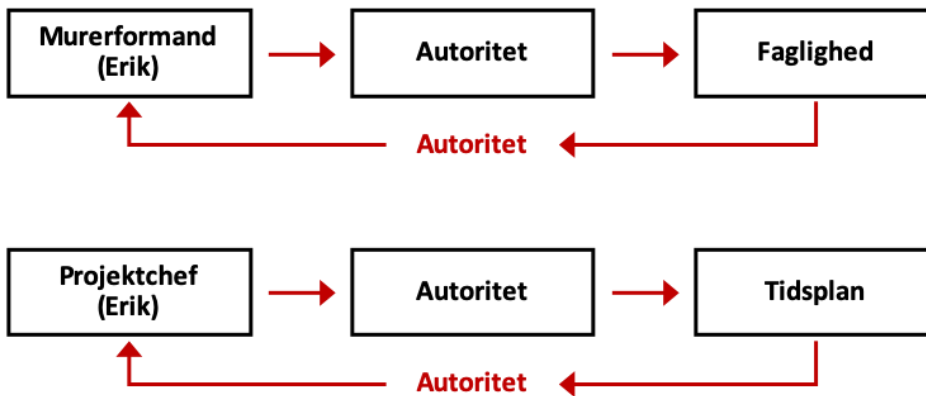 Murerformand
(Erik)
Autoritet
Faglighed
Autoritet
Projektchef
(Erik)
Autoritet
Tidsplan
Autoritet